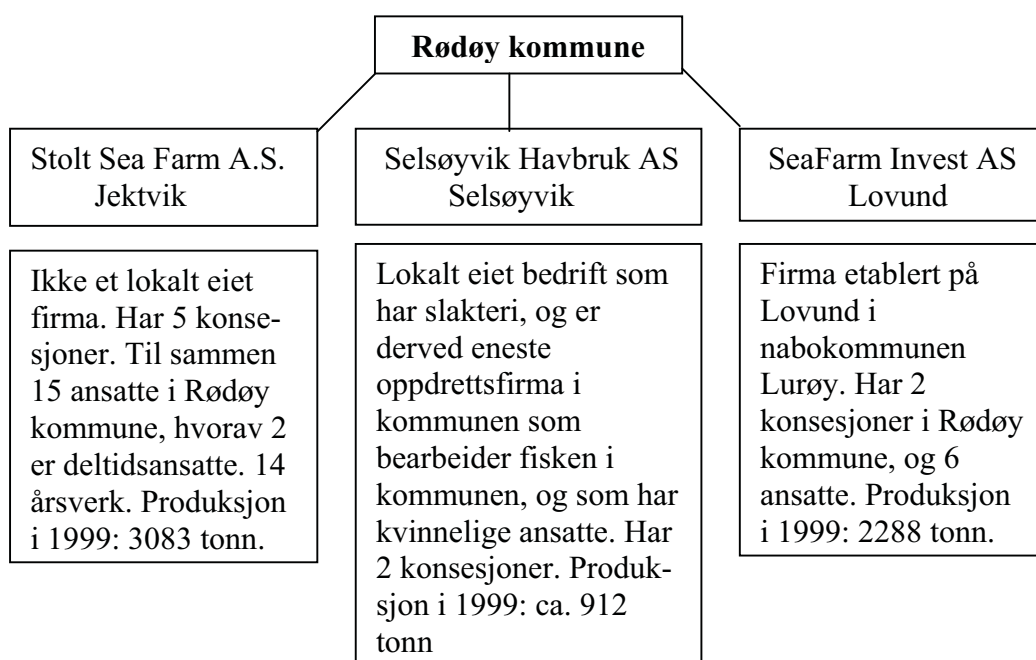 Rødøy kommune
Stolt Sea Farm A.S.
Jektvik
Ikke et lokalt eiet
firma. Har 5 konse-
sjoner. Til sammen
15 ansatte i Rødøy
kommune, hvorav 2
er deltidsansatte. 14
årsverk. Produksjon
i 1999: 3083 tonn.
Selsøyvik Havbruk AS
Selsøyvik
Lokalt eiet bedrift som
har slakteri, og er
derved eneste
oppdrettsfirma i
kommunen som
bearbeider fisken i
kommunen, og som har
kvinnelige ansatte. Har
2 konsesjoner. Produk-
sjon i 1999: ca. 912
tonn
SeaFarm Invest AS
Lovund
Firma etablert på
Lovund i
nabokommunen
Lurøy. Har 2
konsesjoner i Rødøy
kommune, og 6
ansatte. Produksjon
i 1999: 2288 tonn.